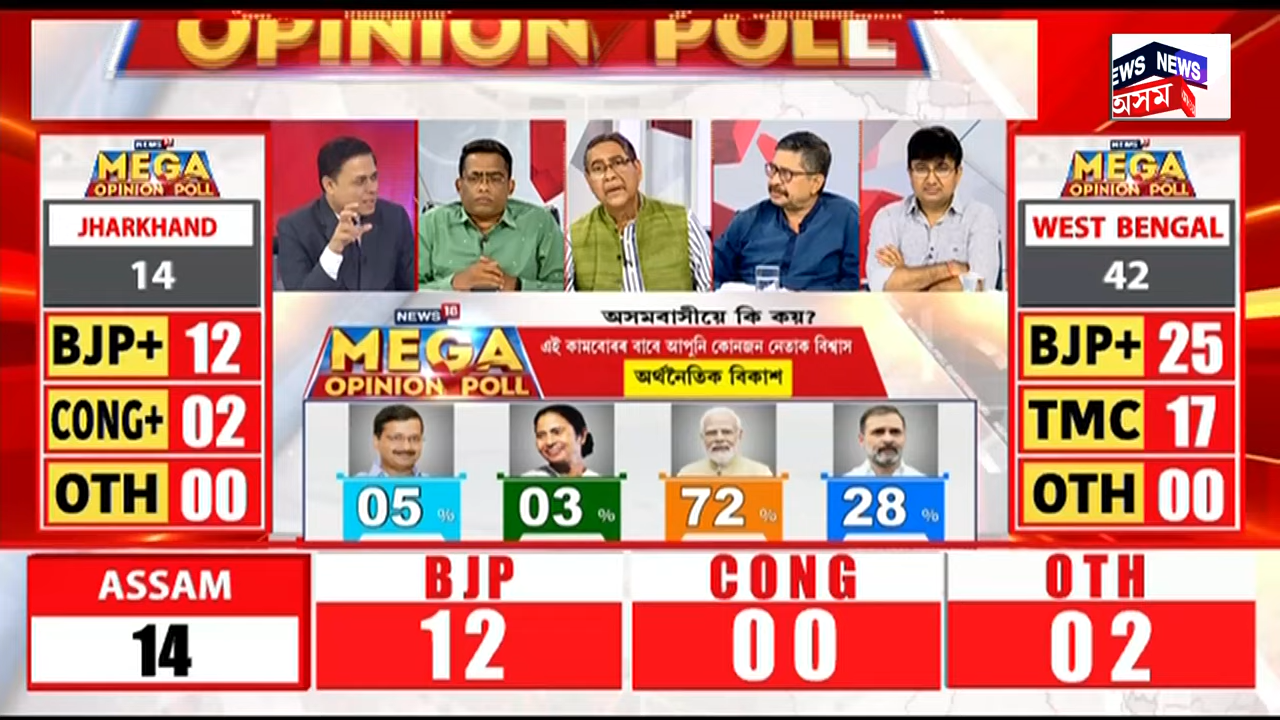 OPINION POLL
EWS NEWS
অসম
NEWS18
MEGA
OPINION POLL
JHARKHAND
14
BJP+ 12
CONG+ 02
OTH 00
NEWS18
MEGA
OPINION POLL
অসমবাসীয়ে কি কয়?
এই কামবোৰৰ বাবে আপুনি কোনজন নেতাক বিশ্বাস
অৰ্থনৈতিক বিকাশ
05 % 03 % 72 % 28 %
NEWS18
MEGA
OPINION POLL
WEST BENGAL
42
BJP+ 25
TMC 17
OTH 00
ASSAM BJP CONG OTH
14 12 00 02